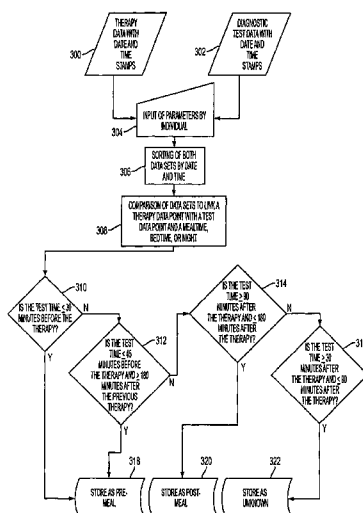 THERAPY
DATA WITH
DATE AND
TIME
STAMPS
300
DIAGNOSTIC
TEST DATA WITH
DATE AND
TIME
STAMPS
302
INPUT OF PARAMETERS BY
INDIVIDUAL
304
SORTING OF BOTH
DATA SETS BY DATE
AND TIME
306
COMPARISON OF DATA SETS TO LINK A
THERAPY DATA POINT WITH A TEST
DATA POINT AND A MEALTIME,
BEDTIME, OR NIGHT
308
310
IS THE TEST TIME ≤ 30
MINUTES BEFORE THE
THERAPY?
N
Y
312
IS THE TEST
TIME ≤ 45
MINUTES BEFORE
THE THERAPY AND ≥ 180
MINUTES AFTER
THE PREVIOUS
THERAPY?
N
Y
314
IS THE TEST
TIME ≥ 90
MINUTES AFTER
THE THERAPY AND < 180
MINUTES AFTER THE
THERAPY?
N
Y
IS THE TEST
TIME ≥ 30
MINUTES AFTER
THE THERAPY AND
MINUTES AFTER THE
THERAPY?
Y
318
STORE AS PRE-
MEAL
320
STORE AS POST-
MEAL
322
STORE AS
UNKNOWN